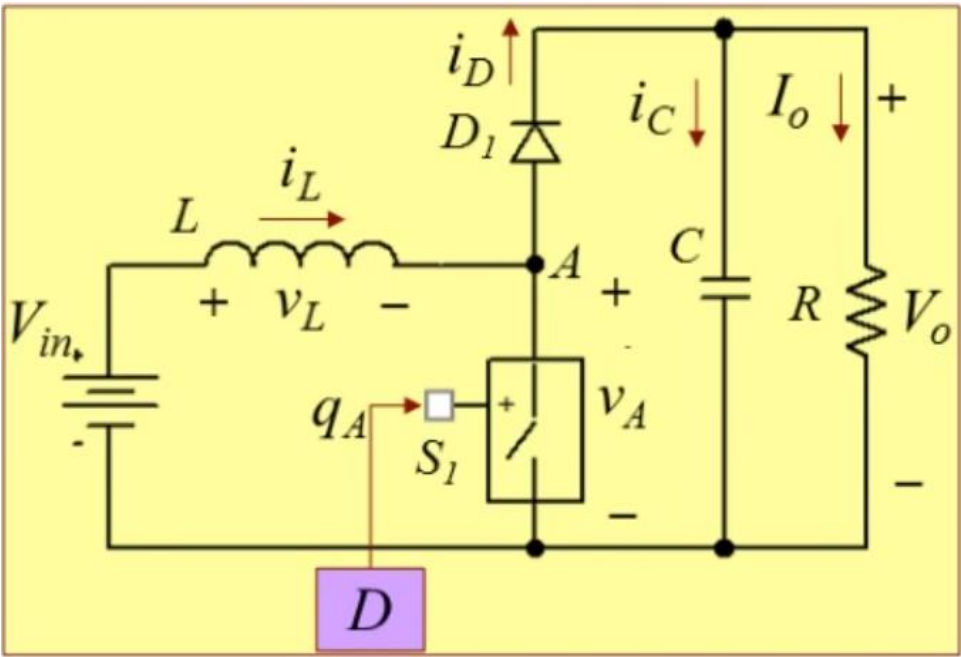 i_D
D_1
i_C
I_o
+
i_L
L
A
+
C
+ v_L −
V_in
+
-
R
V_o
q_A
+
v_A
S_1
−
−
D